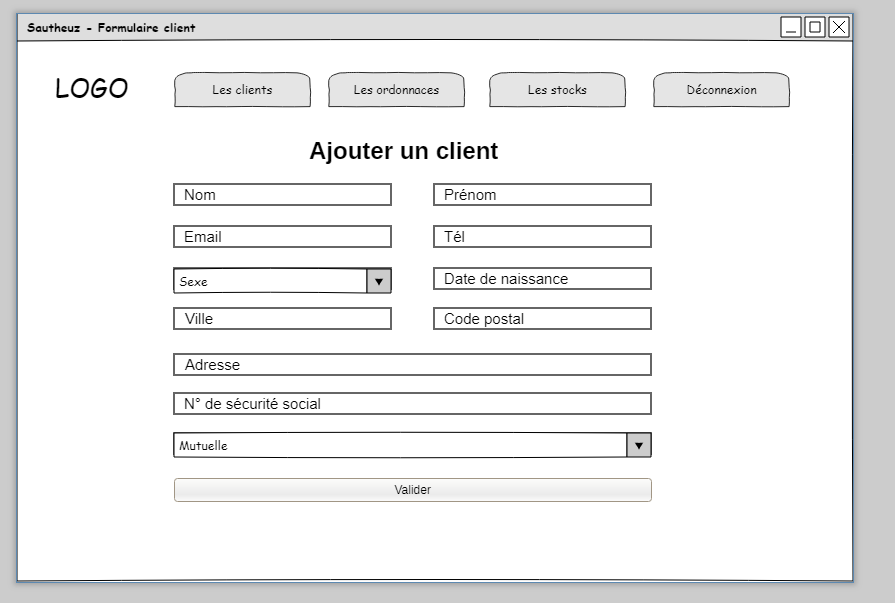 Sautheuz - Formulaire client
LOGO
Les clients
Les ordonnaces
Les stocks
Déconnexion
Ajouter un client
Nom
Prénom
Email
Tél
Sexe
Date de naissance
Ville
Code postal
Adresse
N° de sécurité social
Mutuelle
Valider